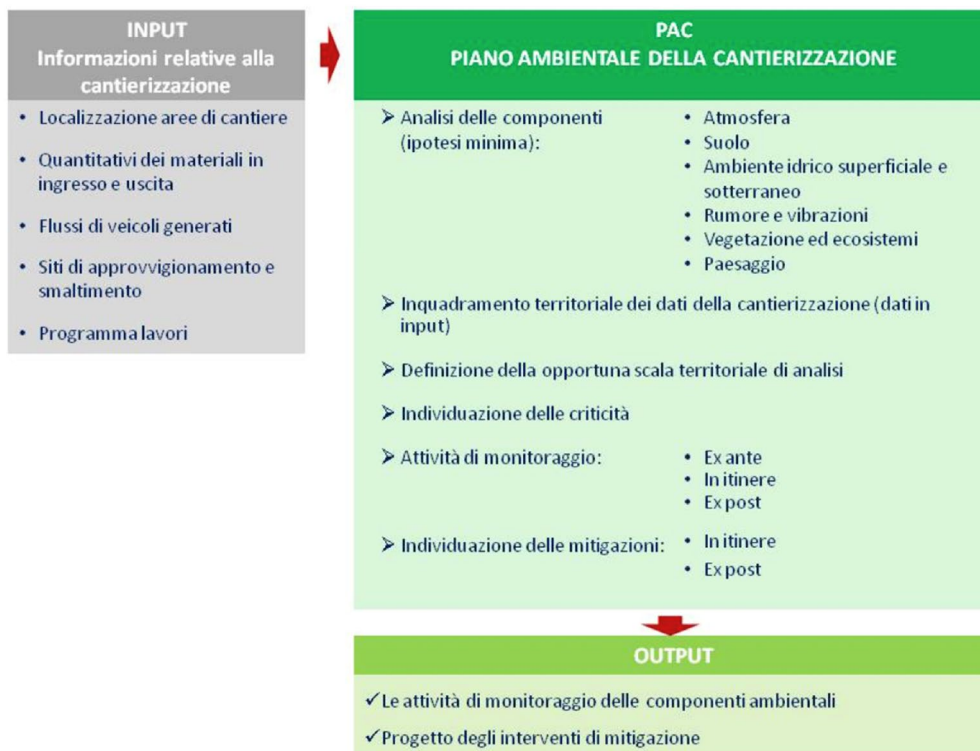 INPUT
Informazioni relative alla
cantierizzazione
• Localizzazione aree di cantiere
• Quantitativi dei materiali in
ingresso e uscita
• Flussi di veicoli generati
• Siti di approvvigionamento e
smaltimento
• Programma lavori
PAC
PIANO AMBIENTALE DELLA CANTIERIZZAZIONE
➢ Analisi delle componenti
(ipotesi minima):
• Atmosfera
• Suolo
• Ambiente idrico superficiale e
sotterraneo
• Rumore e vibrazioni
• Vegetazione ed ecosistemi
• Paesaggio
➢ Inquadramento territoriale dei dati della cantierizzazione (dati in
input)
➢ Definizione della opportuna scala territoriale di analisi
➢ Individuazione delle criticità
➢ Attività di monitoraggio:
• Ex ante
• In itinere
• Ex post
➢ Individuazione delle mitigazioni:
• In itinere
• Ex post
OUTPUT
✓ Le attività di monitoraggio delle componenti ambientali
✓ Progetto degli interventi di mitigazione